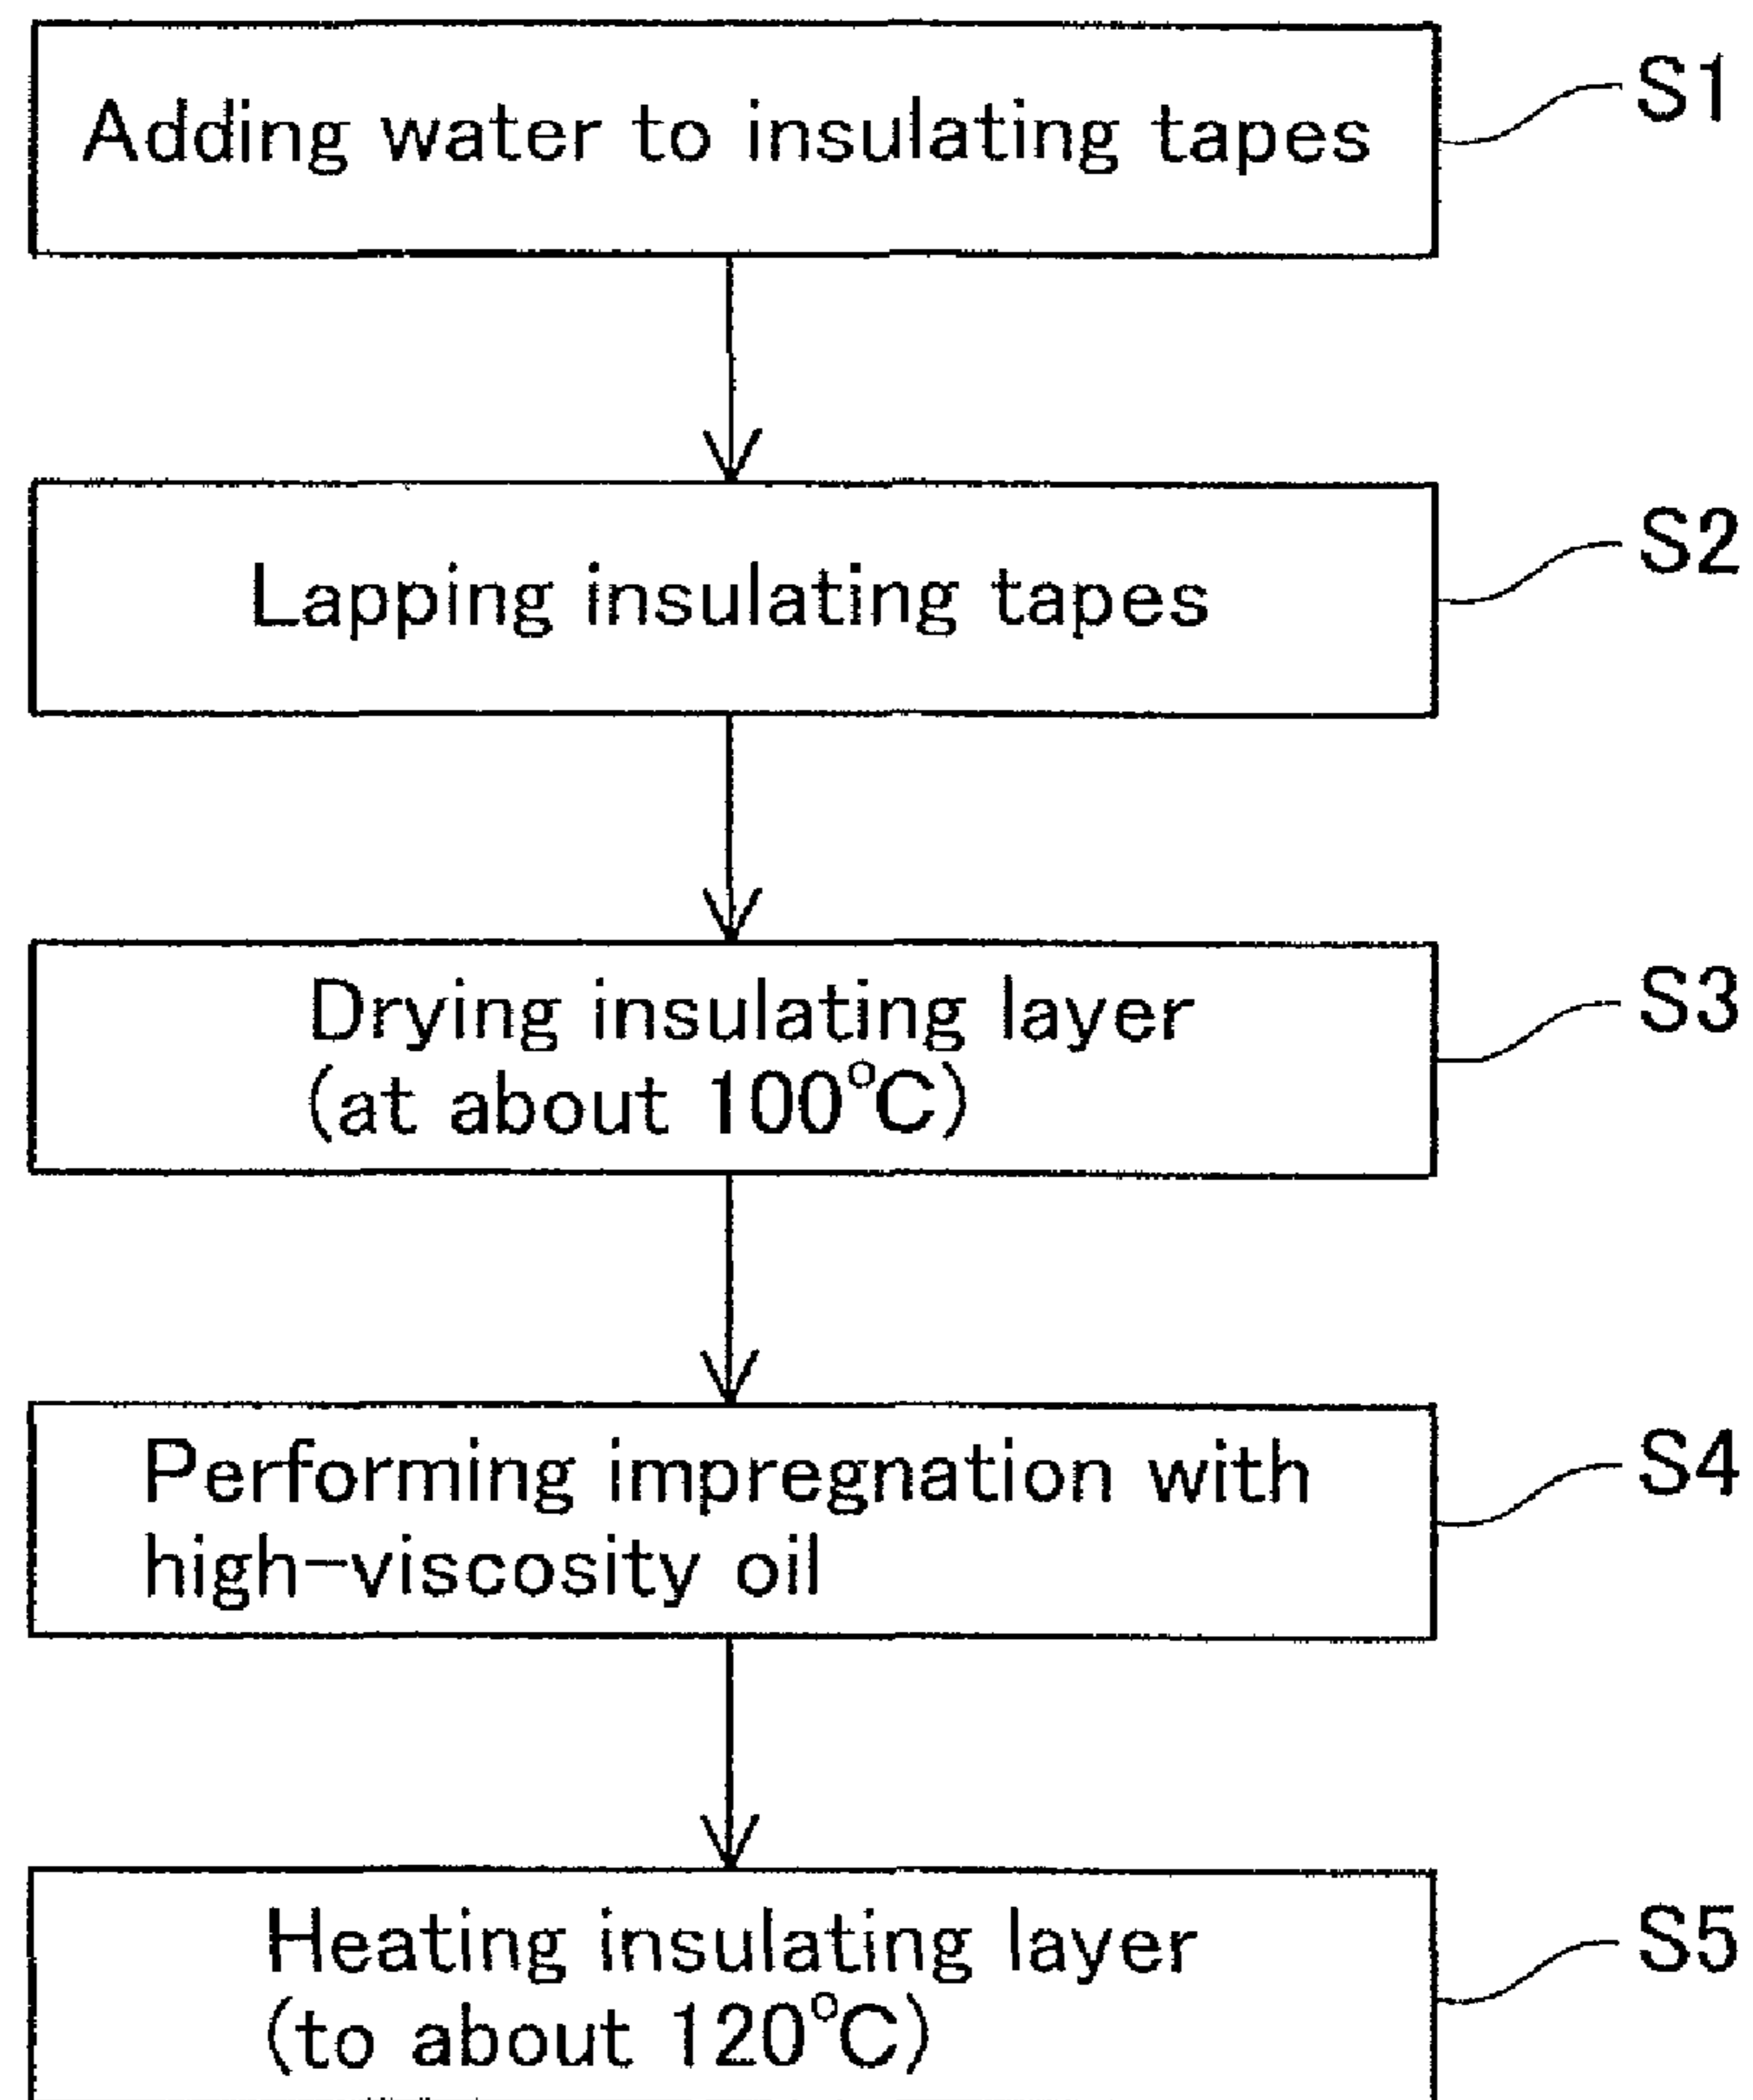 Adding water to insulating tapes
S1
Lapping insulating tapes
S2
Drying insulating layer
(at about 100°C)
S3
Performing impregnation with
high-viscosity oil
S4
Heating insulating layer
(to about 120°C)
S5